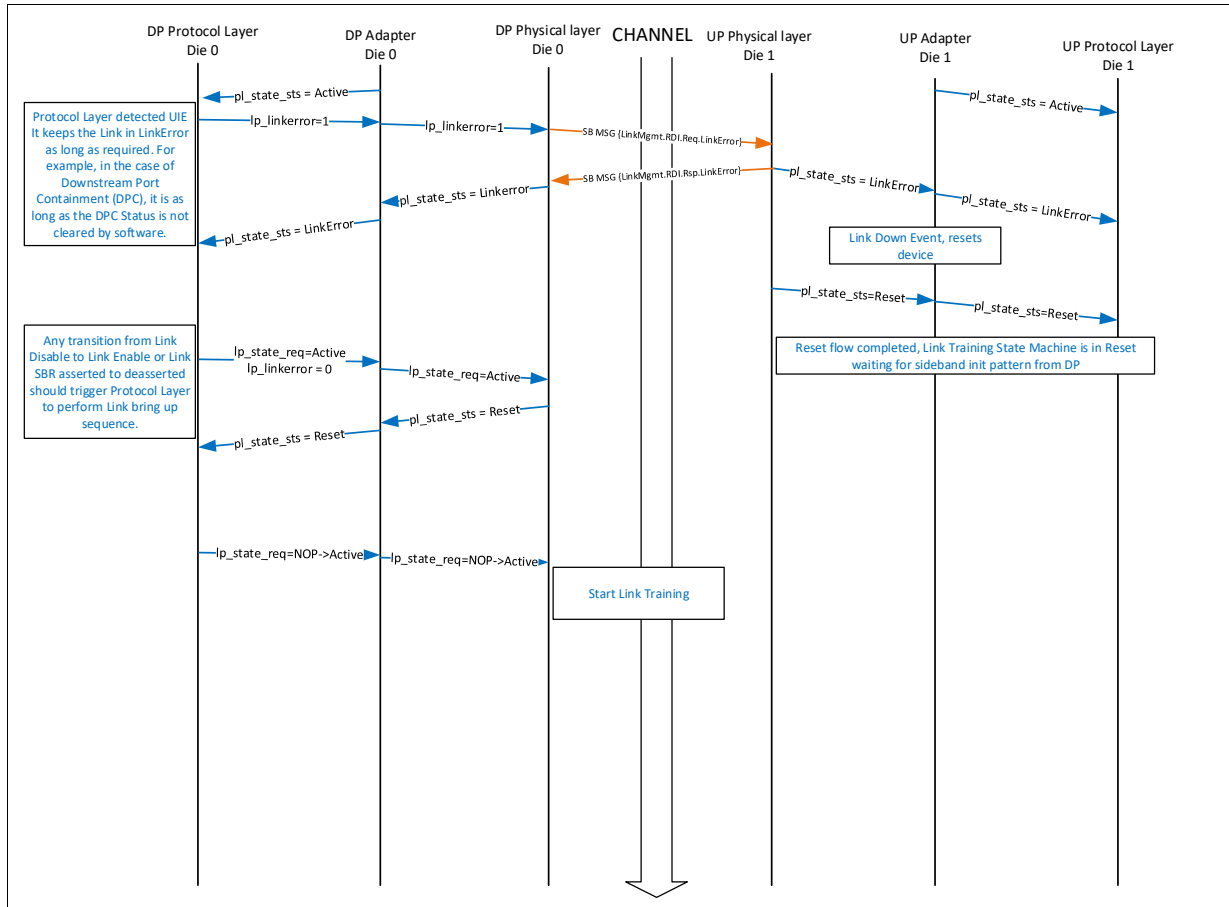 DP Protocol Layer
Die 0
DP Adapter
Die 0
DP Physical layer
Die 0
CHANNEL
UP Physical layer
Die 1
UP Adapter
Die 1
UP Protocol Layer
Die 1
pl_state_sts = Active
pl_state_sts = Active
Protocol Layer detected UIE
It keeps the Link in LinkError
as long as required. For
example, in the case of
Downstream Port
Containment (DPC), it is as
long as the DPC Status is not
cleared by software.
lp_linkerror=1
lp_linkerror=1
SB MSG {LinkMgmt.RDI.Req.LinkError}
SB MSG {LinkMgmt.RDI.Rsp.LinkError}
pl_state_sts = Linkerror
pl_state_sts = LinkError
pl_state_sts = LinkError
pl_state_sts = LinkError
Link Down Event, resets
device
pl_state_sts=Reset
pl_state_sts=Reset
Reset flow completed, Link Training State Machine is in Reset
waiting for sideband init pattern from DP
Any transition from Link
Disable to Link Enable or Link
SBR asserted to deasserted
should trigger Protocol Layer
to perform Link bring up
sequence.
lp_state_req=Active
lp_linkerror = 0
lp_state_req=Active
pl_state_sts = Reset
pl_state_sts = Reset
lp_state_req=NOP->Active
lp_state_req=NOP->Active
Start Link Training